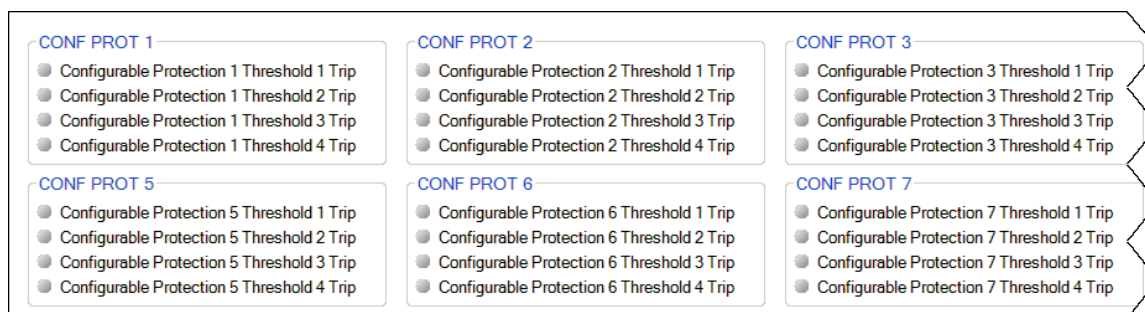 CONF PROT 1
Configurable Protection 1 Threshold 1 Trip
Configurable Protection 1 Threshold 2 Trip
Configurable Protection 1 Threshold 3 Trip
Configurable Protection 1 Threshold 4 Trip
CONF PROT 2
Configurable Protection 2 Threshold 1 Trip
Configurable Protection 2 Threshold 2 Trip
Configurable Protection 2 Threshold 3 Trip
Configurable Protection 2 Threshold 4 Trip
CONF PROT 3
Configurable Protection 3 Threshold 1 Trip
Configurable Protection 3 Threshold 2 Trip
Configurable Protection 3 Threshold 3 Trip
Configurable Protection 3 Threshold 4 Trip
CONF PROT 5
Configurable Protection 5 Threshold 1 Trip
Configurable Protection 5 Threshold 2 Trip
Configurable Protection 5 Threshold 3 Trip
Configurable Protection 5 Threshold 4 Trip
CONF PROT 6
Configurable Protection 6 Threshold 1 Trip
Configurable Protection 6 Threshold 2 Trip
Configurable Protection 6 Threshold 3 Trip
Configurable Protection 6 Threshold 4 Trip
CONF PROT 7
Configurable Protection 7 Threshold 1 Trip
Configurable Protection 7 Threshold 2 Trip
Configurable Protection 7 Threshold 3 Trip
Configurable Protection 7 Threshold 4 Trip